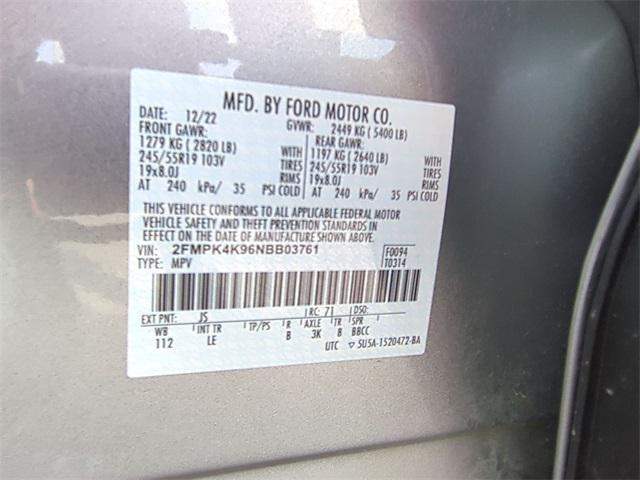 MFD. BY FORD MOTOR CO.
DATE: 12/22 GVWR: 2449 KG (5400 LB)
FRONT GAWR: REAR GAWR:
1279 KG (2820 LB) WITH 1197 KG (2640 LB) WITH
245/55R19 103V TIRES 245/55R19 103V TIRES
19x8.0J RIMS 19x8.0J RIMS
AT 240 kPa/ 35 PSI COLD AT 240 kPa/ 35 PSI COLD
THIS VEHICLE CONFORMS TO ALL APPLICABLE FEDERAL MOTOR
VEHICLE SAFETY AND THEFT PREVENTION STANDARDS IN
EFFECT ON THE DATE OF MANUFACTURE SHOWN ABOVE.
VIN: 2FMPK4K96NBB03761 F0094
TYPE: MPV T0314
EXT PNT: JS RC: 71 DSO:
WB INT TR TP/PS R AXLE TR SPR
112 LE B 3K 8 BBCC
UTC ▽ 5U5A-1520472-BA